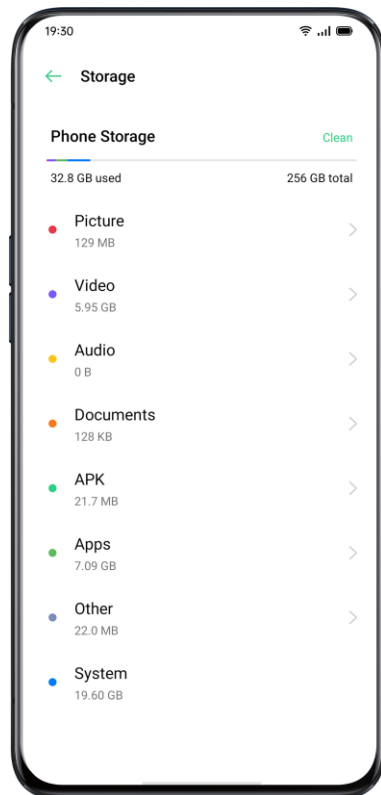 19:30
Storage
Phone Storage Clean
32.8 GB used 256 GB total
Picture
129 MB
Video
5.95 GB
Audio
0 B
Documents
128 KB
APK
21.7 MB
Apps
7.09 GB
Other
22.0 MB
System
19.60 GB